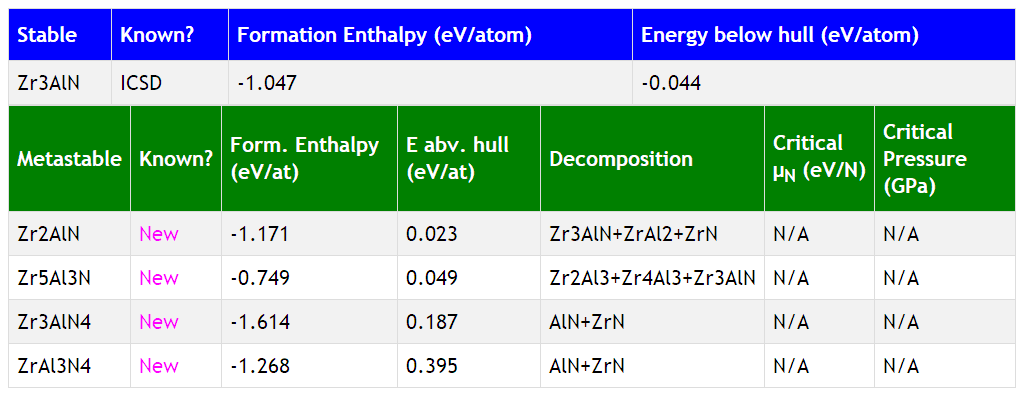 Stable Known? Formation Enthalpy (eV/atom) Energy below hull (eV/atom)
Zr3AlN ICSD -1.047 -0.044
Metastable Known? Form. Enthalpy (eV/at) E abv. hull (eV/at) Decomposition Critical μN (eV/N) Critical Pressure (GPa)
Zr2AlN New -1.171 0.023 Zr3AlN+ZrAl2+ZrN N/A N/A
Zr5Al3N New -0.749 0.049 Zr2Al3+Zr4Al3+Zr3AlN N/A N/A
Zr3AlN4 New -1.614 0.187 AlN+ZrN N/A N/A
ZrAl3N4 New -1.268 0.395 AlN+ZrN N/A N/A